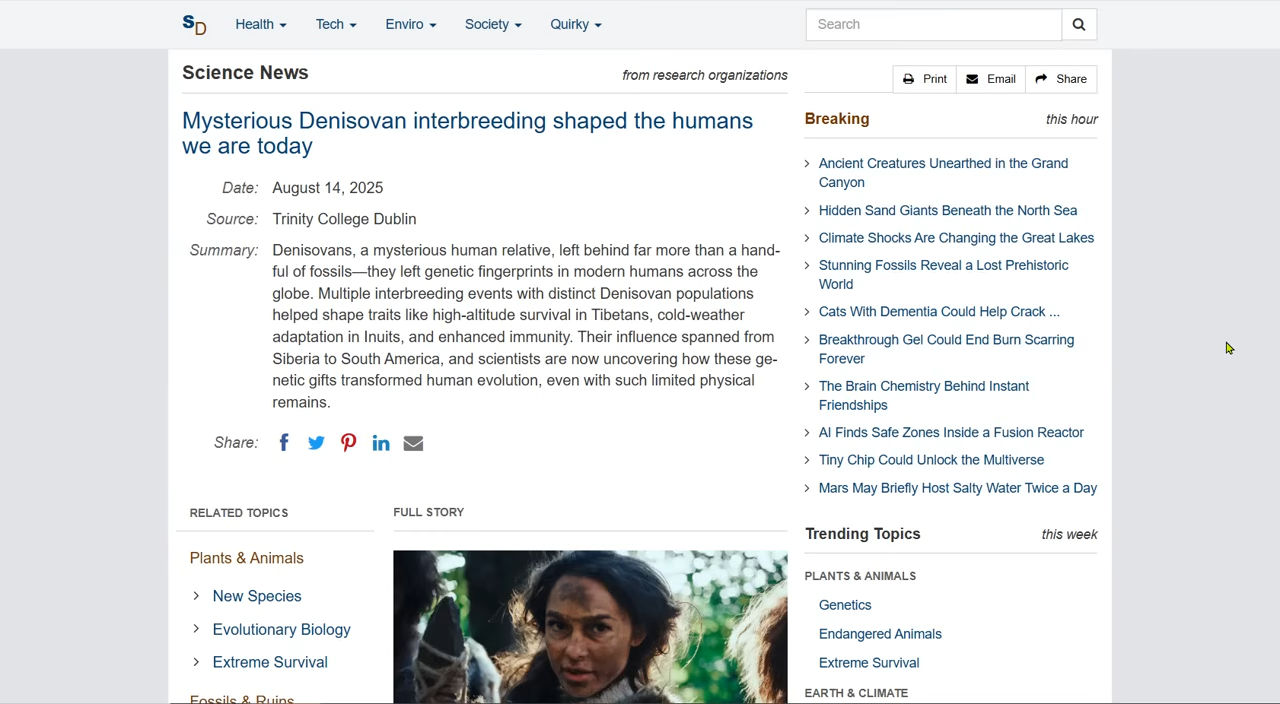 SD
Health
Tech
Enviro
Society
Quirky
Search
Science News
from research organizations
Print
Email
Share
Mysterious Denisovan interbreeding shaped the humans
we are today
Date: August 14, 2025
Source: Trinity College Dublin
Summary: Denisovans, a mysterious human relative, left behind far more than a hand-
ful of fossils—they left genetic fingerprints in modern humans across the
globe. Multiple interbreeding events with distinct Denisovan populations
helped shape traits like high-altitude survival in Tibetans, cold-weather
adaptation in Inuits, and enhanced immunity. Their influence spanned from
Siberia to South America, and scientists are now uncovering how these ge-
netic gifts transformed human evolution, even with such limited physical
remains.
Share:
RELATED TOPICS
Plants & Animals
> New Species
> Evolutionary Biology
> Extreme Survival
Fossils & Ruins
FULL STORY
Breaking
this hour
> Ancient Creatures Unearthed in the Grand
Canyon
> Hidden Sand Giants Beneath the North Sea
> Climate Shocks Are Changing the Great Lakes
> Stunning Fossils Reveal a Lost Prehistoric
World
> Cats With Dementia Could Help Crack ...
> Breakthrough Gel Could End Burn Scarring
Forever
> The Brain Chemistry Behind Instant
Friendships
> AI Finds Safe Zones Inside a Fusion Reactor
> Tiny Chip Could Unlock the Multiverse
> Mars May Briefly Host Salty Water Twice a Day
Trending Topics
this week
PLANTS & ANIMALS
Genetics
Endangered Animals
Extreme Survival
EARTH & CLIMATE